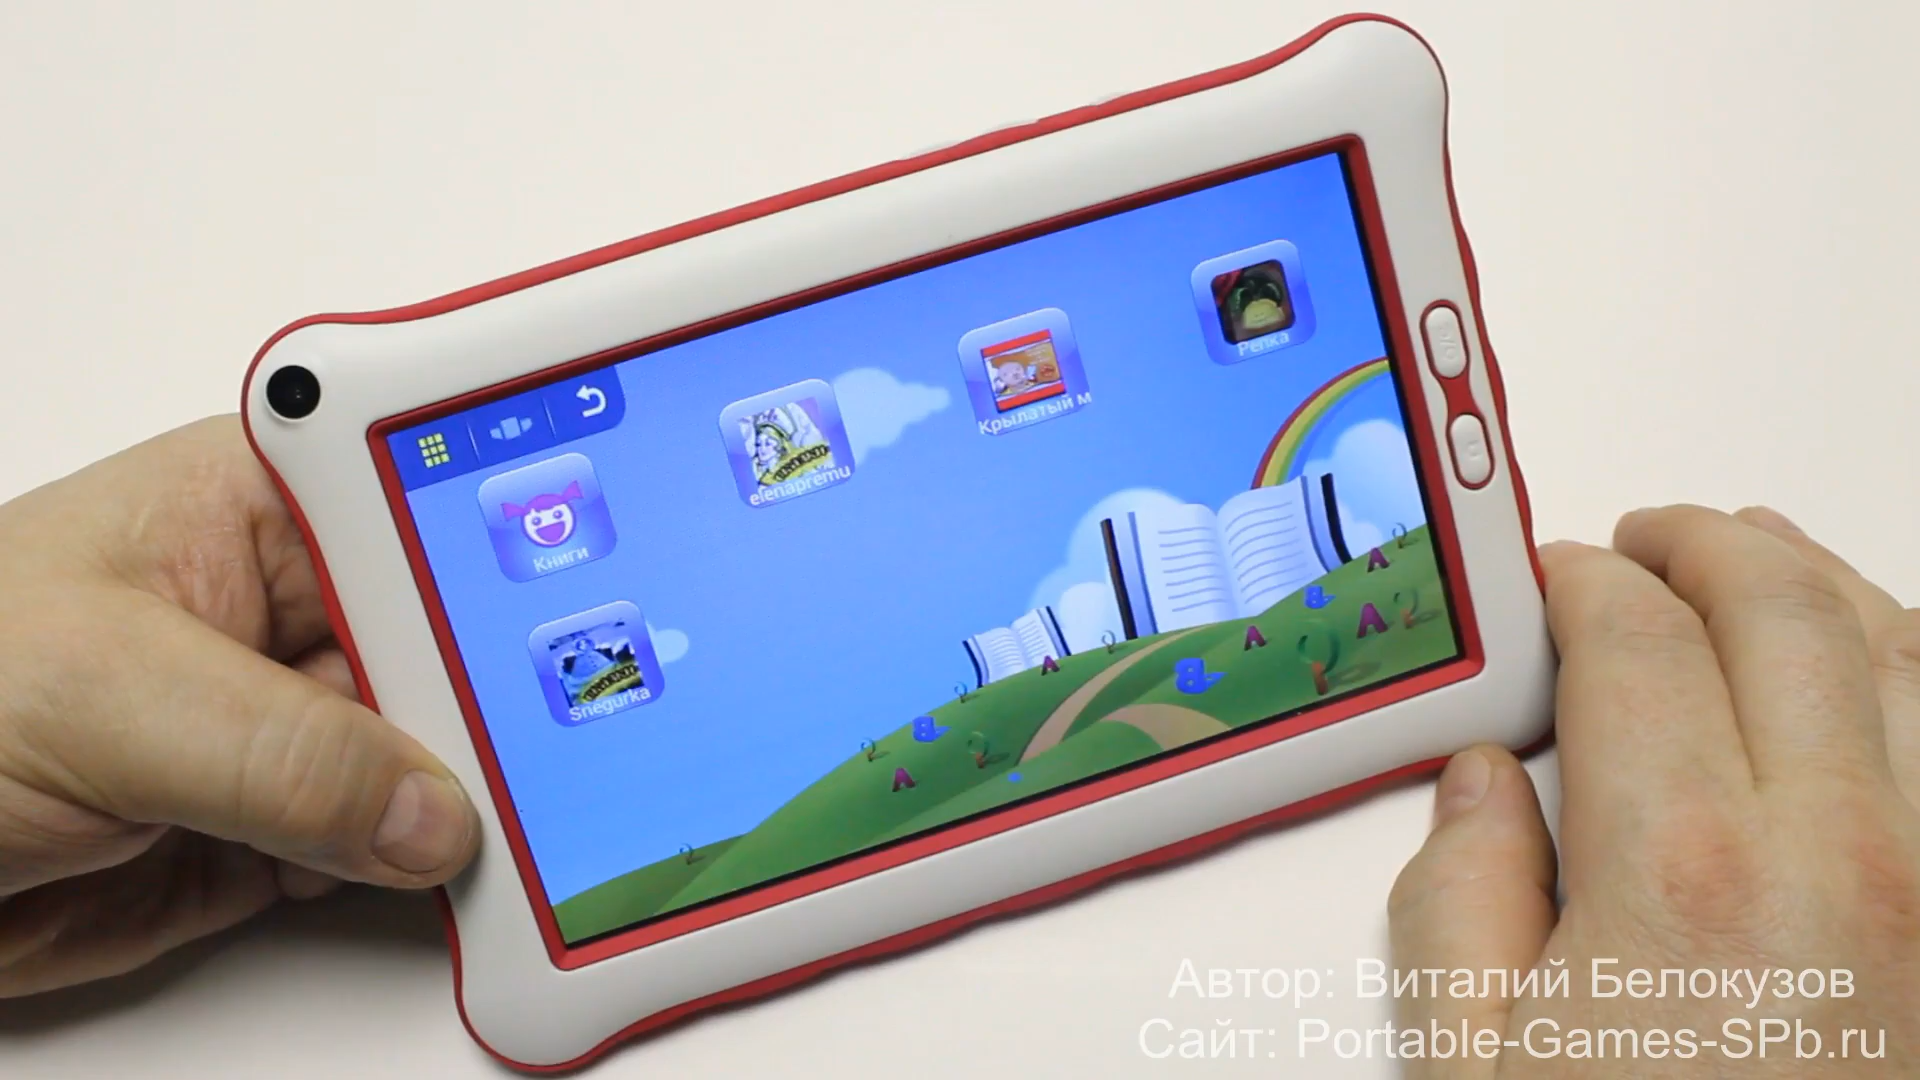 Репка
Крылатый м
elenapremu
Книги
Snegurka
Автор: Виталий Белокузов
Сайт: Portable-Games-SPb.ru